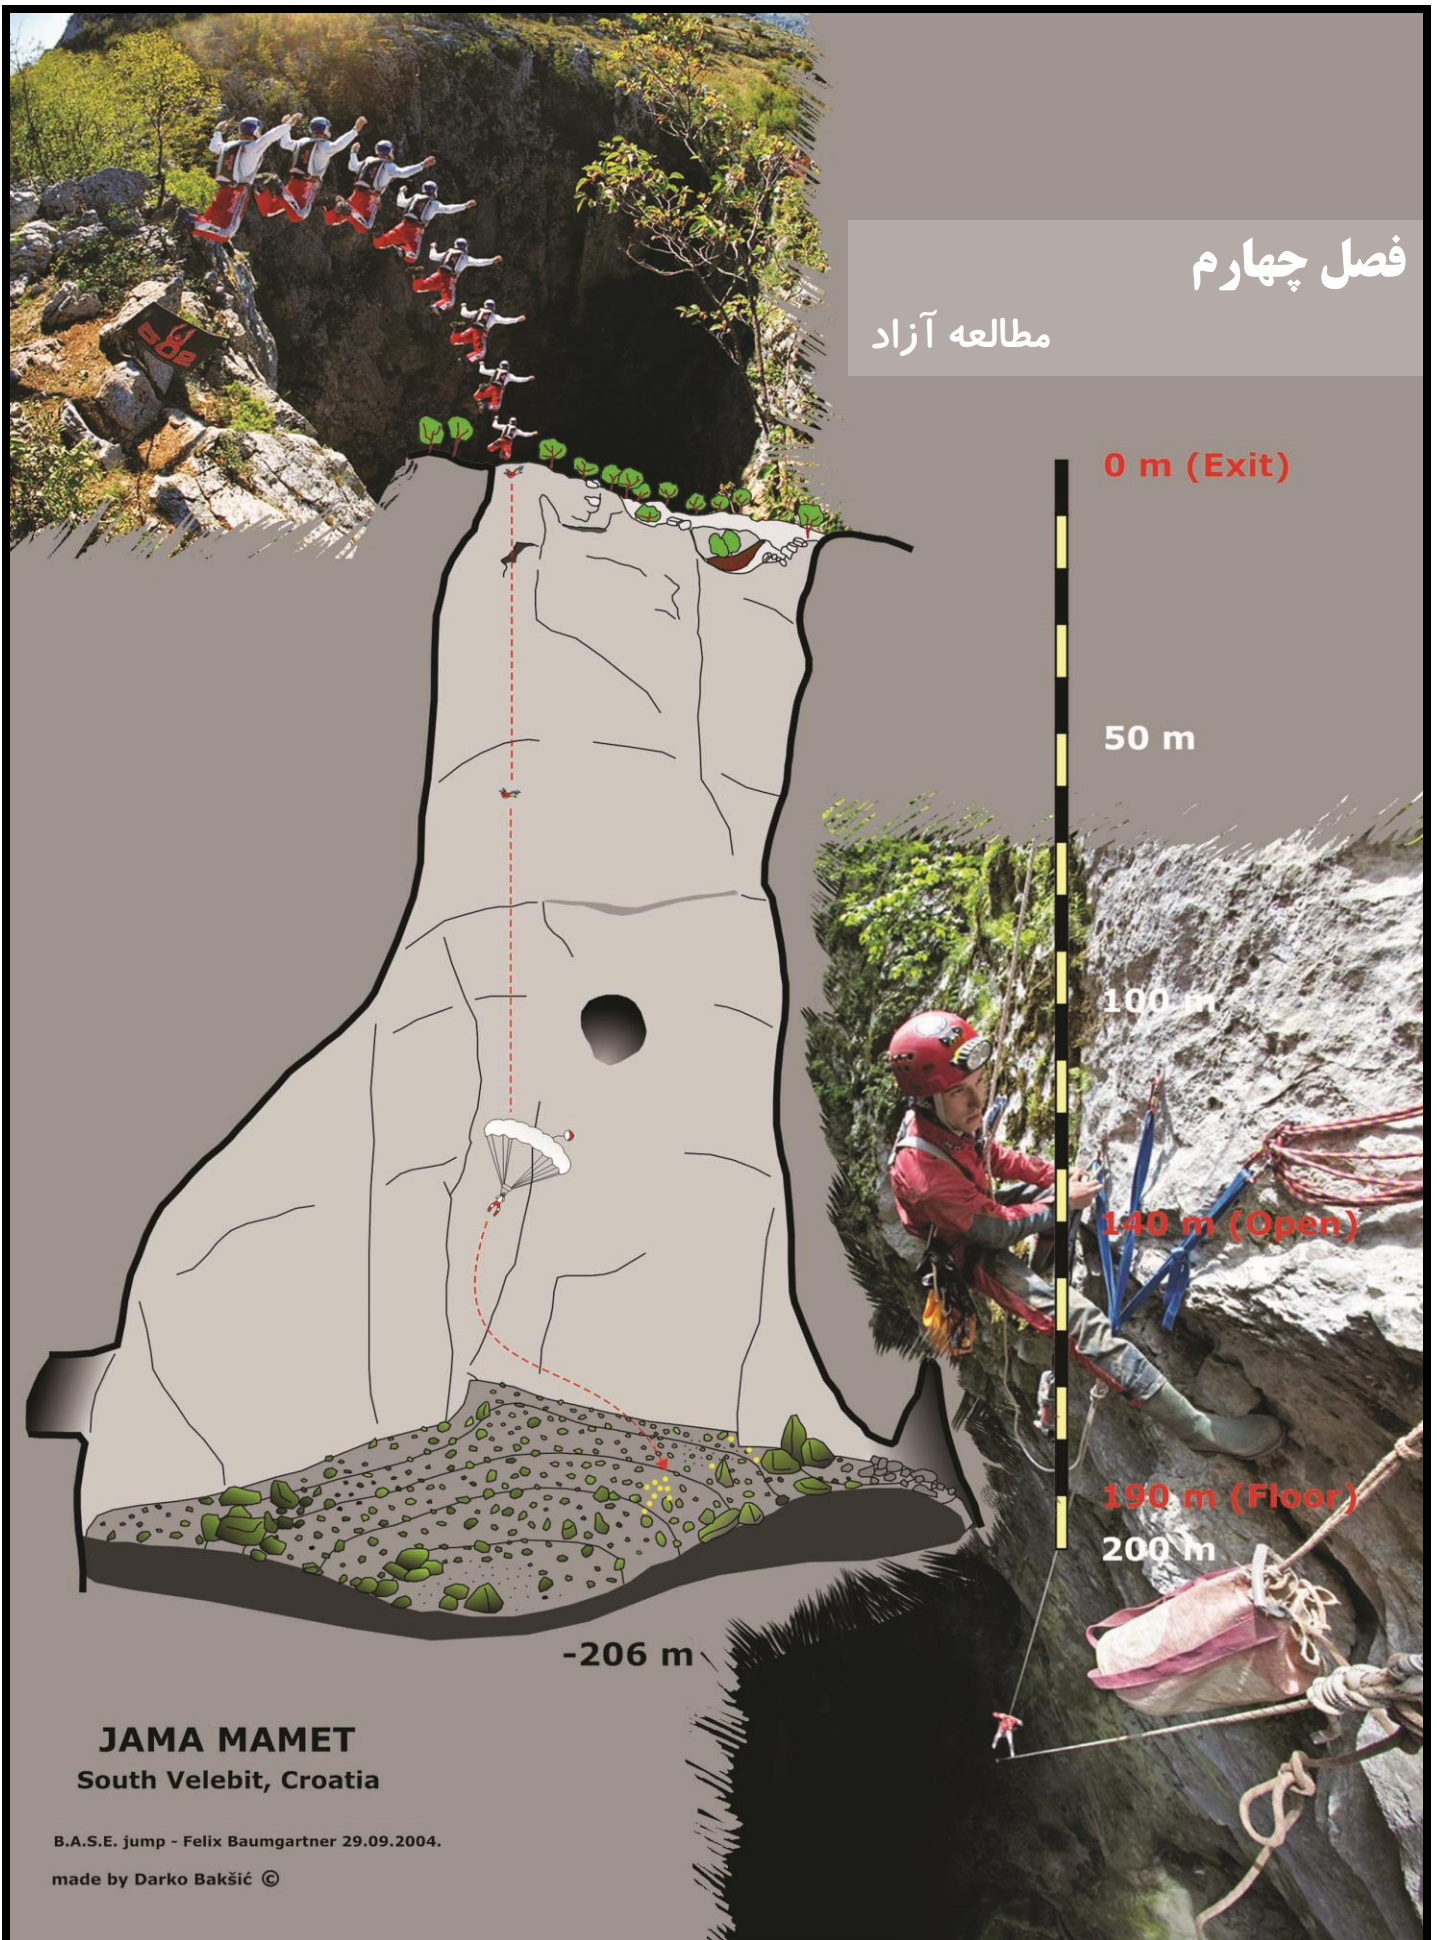 فصل چهارم
مطالعه آزاد
0 m (Exit)
50 m
100 m
140 m (Open)
190 m (Floor)
200 m
-206 m
JAMA MAMET
South Velebit, Croatia
B.A.S.E. jump - Felix Baumgartner 29.09.2004.
made by Darko Bakšić ©